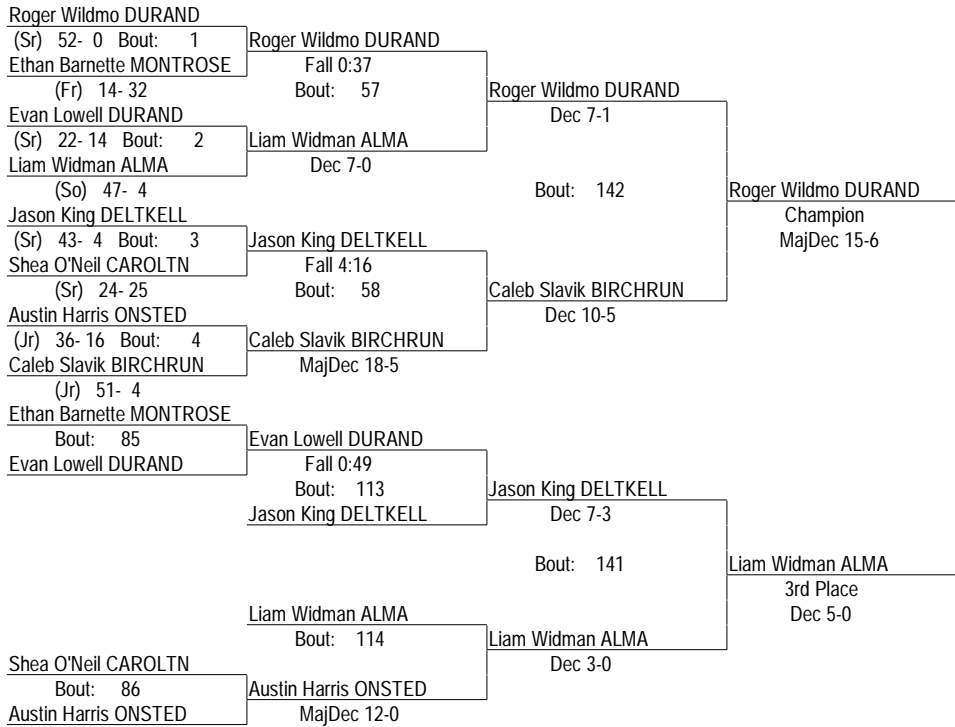 Roger Wildmo DURAND
(Sr) 52- 0 Bout: 1 Roger Wildmo DURAND
Ethan Barnette MONTROSE Fall 0:37
(Fr) 14- 32 Bout: 57 Roger Wildmo DURAND
Evan Lowell DURAND Dec 7-1
(Sr) 22- 14 Bout: 2 Liam Widman ALMA
Liam Widman ALMA Dec 7-0
(So) 47- 4 Bout: 142 Roger Wildmo DURAND
Jason King DELTKELL Champion
(Sr) 43- 4 Bout: 3 Jason King DELTKELL MajDec 15-6
Shea O'Neil CAROLTN Fall 4:16
(Sr) 24- 25 Bout: 58 Caleb Slavik BIRCHRUN
Austin Harris ONSTED Dec 10-5
(Jr) 36- 16 Bout: 4 Caleb Slavik BIRCHRUN
Caleb Slavik BIRCHRUN MajDec 18-5
(Jr) 51- 4
Ethan Barnette MONTROSE
Bout: 85 Evan Lowell DURAND
Evan Lowell DURAND Fall 0:49
Bout: 113 Jason King DELTKELL
Jason King DELTKELL Dec 7-3
Bout: 141 Liam Widman ALMA
3rd Place
Liam Widman ALMA Dec 5-0
Bout: 114 Liam Widman ALMA
Shea O'Neil CAROLTN Dec 3-0
Bout: 86 Austin Harris ONSTED
Austin Harris ONSTED MajDec 12-0